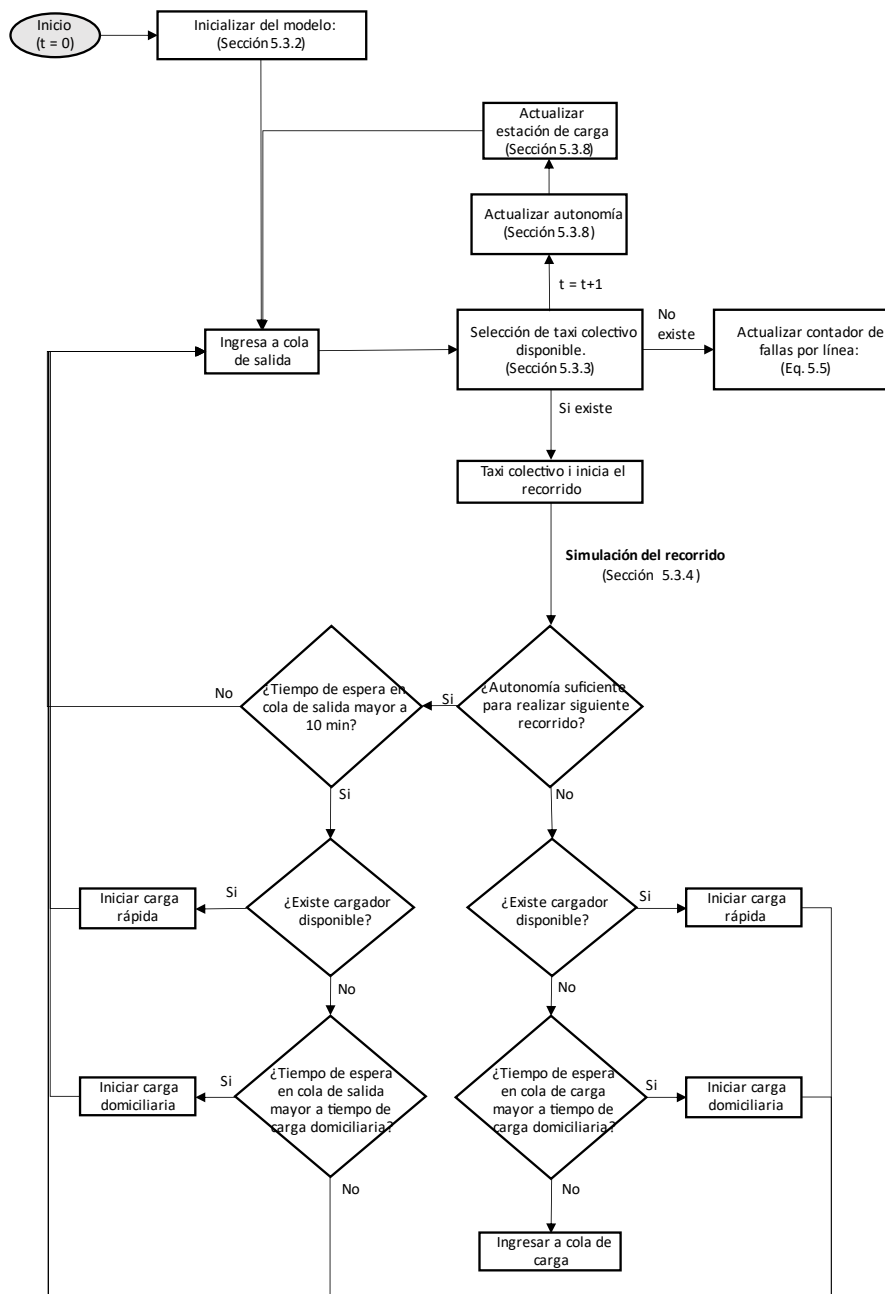 Inicio
(t = 0)
Inicializar del modelo:
(Sección 5.3.2)
Actualizar
estación de carga
(Sección 5.3.8)
Actualizar autonomía
(Sección 5.3.8)
t = t+1
Ingresa a cola
de salida
Selección de taxi colectivo
disponible.
(Sección 5.3.3)
No
existe
Actualizar contador de
fallas por línea:
(Eq. 5.5)
Si existe
Taxi colectivo i inicia el
recorrido
Simulación del recorrido
(Sección 5.3.4)
¿Tiempo de espera en
cola de salida mayor a
10 min?
No
Si
¿Autonomía suficiente
para realizar siguiente
recorrido?
Si
No
Iniciar carga
rápida
Si
¿Existe cargador
disponible?
¿Existe cargador
disponible?
Si
Iniciar carga
rápida
No
No
Iniciar carga
domiciliaria
Si
¿Tiempo de espera
en cola de salida
mayor a tiempo de
carga domiciliaria?
¿Tiempo de espera
en cola de carga
mayor a tiempo de
carga domiciliaria?
Si
Iniciar carga
domiciliaria
No
No
Ingresar a cola de
carga